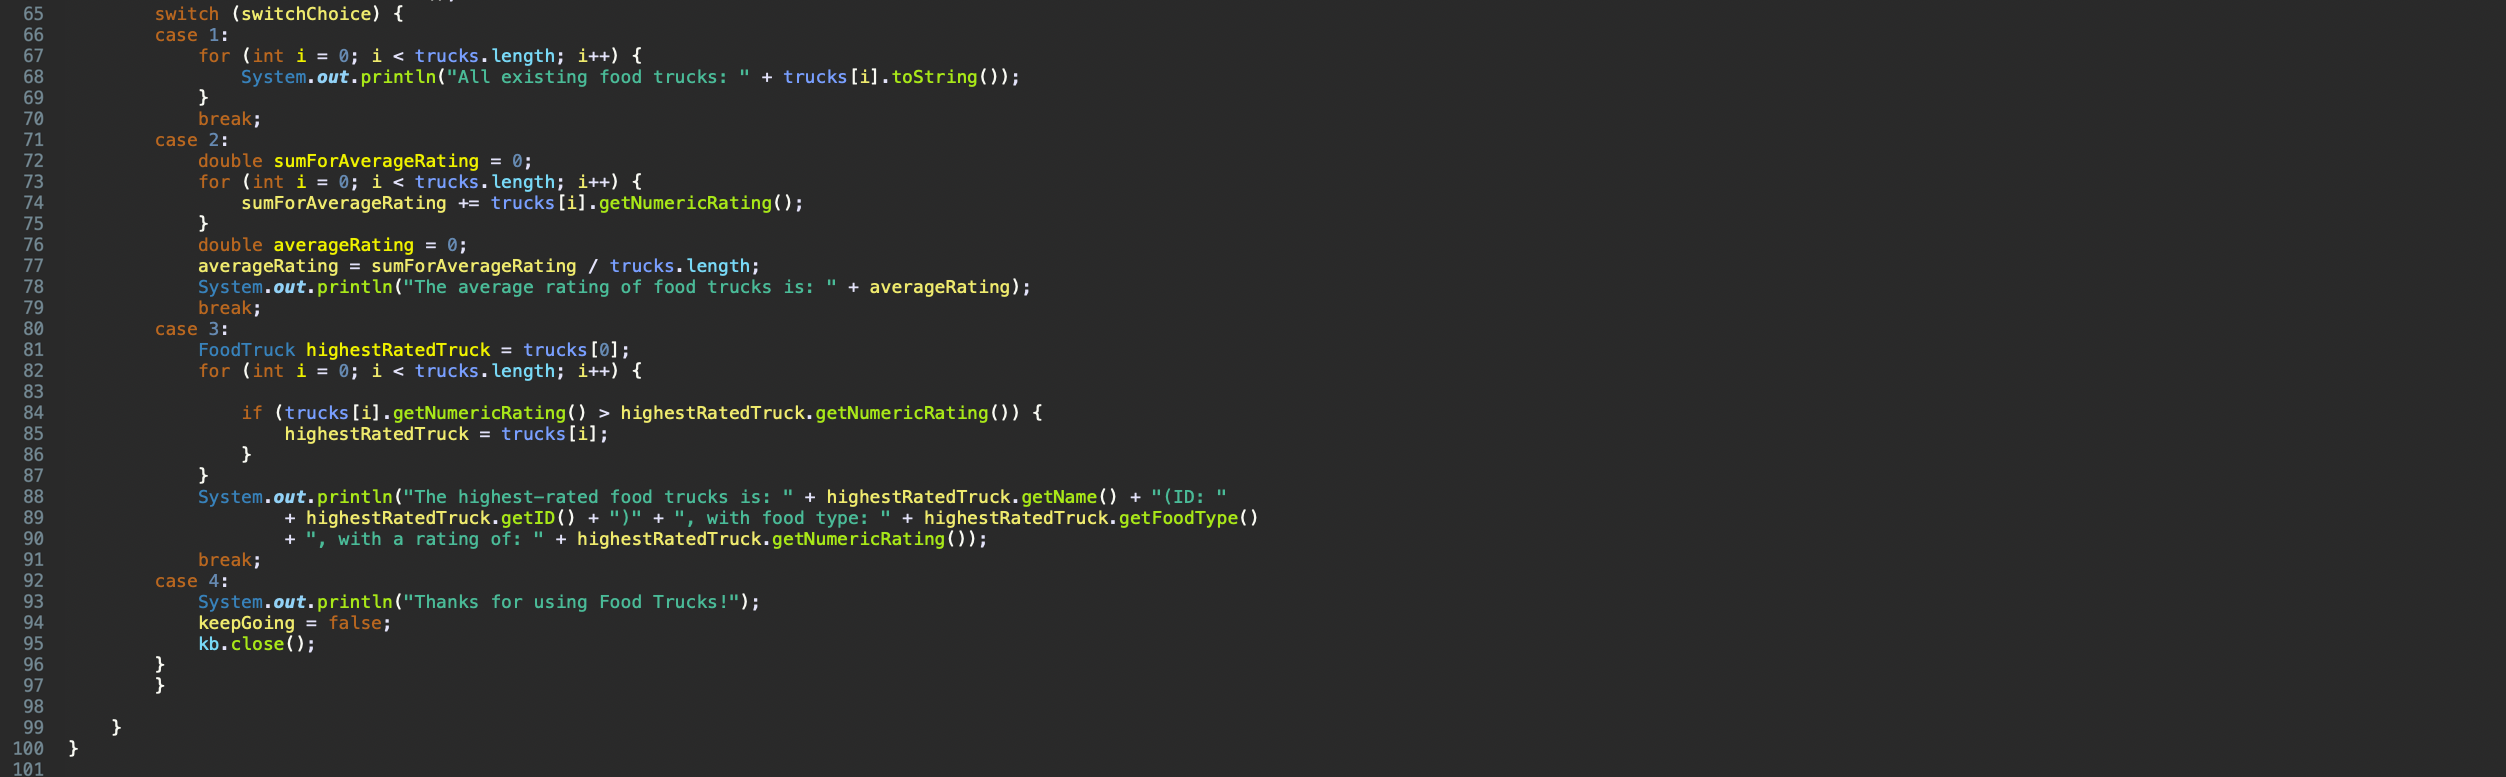 65 switch (switchChoice) {
66 case 1:
67 for (int i = 0; i < trucks.length; i++) {
68 System.out.println("All existing food trucks: " + trucks[i].toString());
69 }
70 break;
71 case 2:
72 double sumForAverageRating = 0;
73 for (int i = 0; i < trucks.length; i++) {
74 sumForAverageRating += trucks[i].getNumericRating();
75 }
76 double averageRating = 0;
77 averageRating = sumForAverageRating / trucks.length;
78 System.out.println("The average rating of food trucks is: " + averageRating);
79 break;
80 case 3:
81 FoodTruck highestRatedTruck = trucks[0];
82 for (int i = 0; i < trucks.length; i++) {
83
84 if (trucks[i].getNumericRating() > highestRatedTruck.getNumericRating()) {
85 highestRatedTruck = trucks[i];
86 }
87 }
88 System.out.println("The highest-rated food trucks is: " + highestRatedTruck.getName() + "(ID: "
89 + highestRatedTruck.getID() + ")" + ", with food type: " + highestRatedTruck.getFoodType()
90 + ", with a rating of: " + highestRatedTruck.getNumericRating());
91 break;
92 case 4:
93 System.out.println("Thanks for using Food Trucks!");
94 keepGoing = false;
95 kb.close();
96 }
97 }
98
99 }
100 }
101